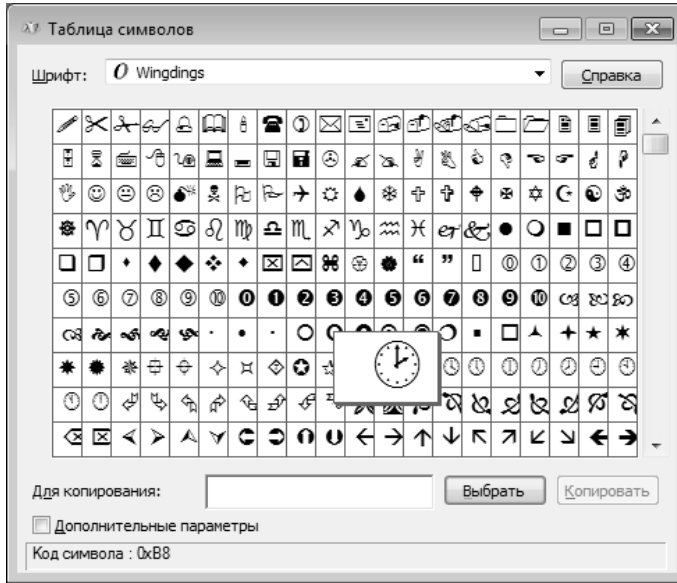 Таблица символов
Шрифт: O Wingdings Справка
Для копирования: Выбрать Копировать
Дополнительные параметры
Код символа : 0xB8